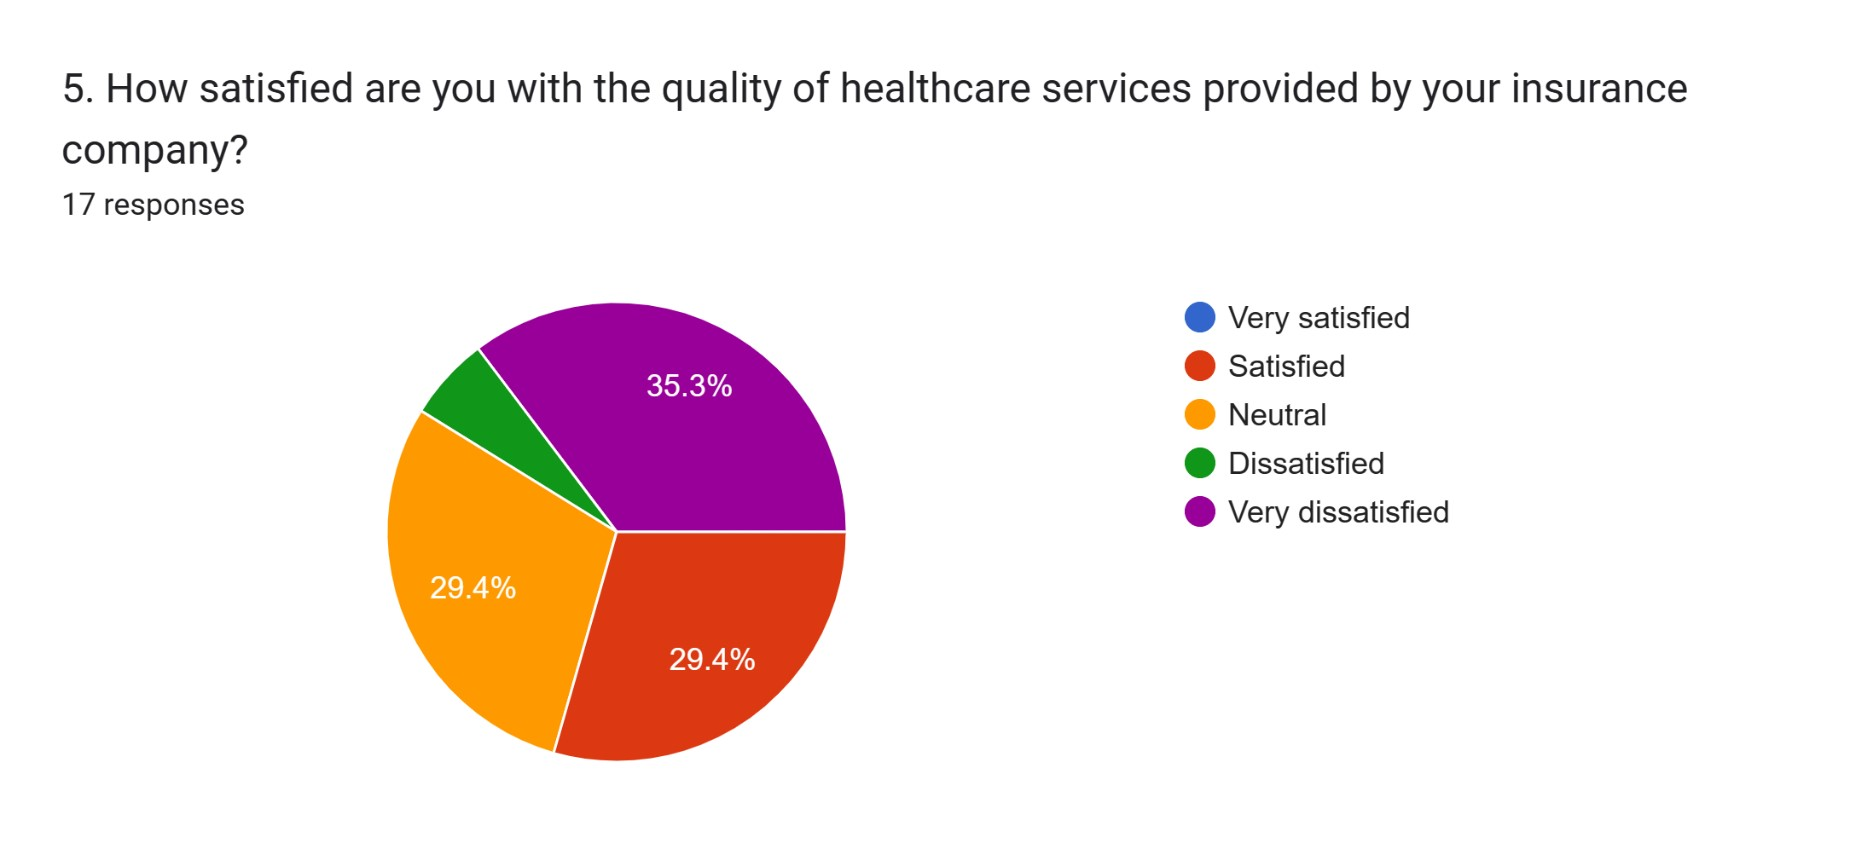 5. How satisfied are you with the quality of healthcare services provided by your insurance
company?
17 responses
35.3%
29.4%
29.4%
Very satisfied
Satisfied
Neutral
Dissatisfied
Very dissatisfied